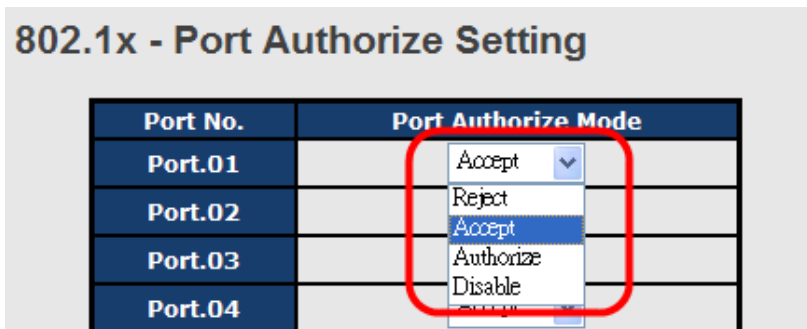 802.1x - Port Authorize Setting
Port No. Port Authorize Mode
Port.01 Accept
Reject
Port.02
Accept
Port.03 Authorize
Disable
Port.04